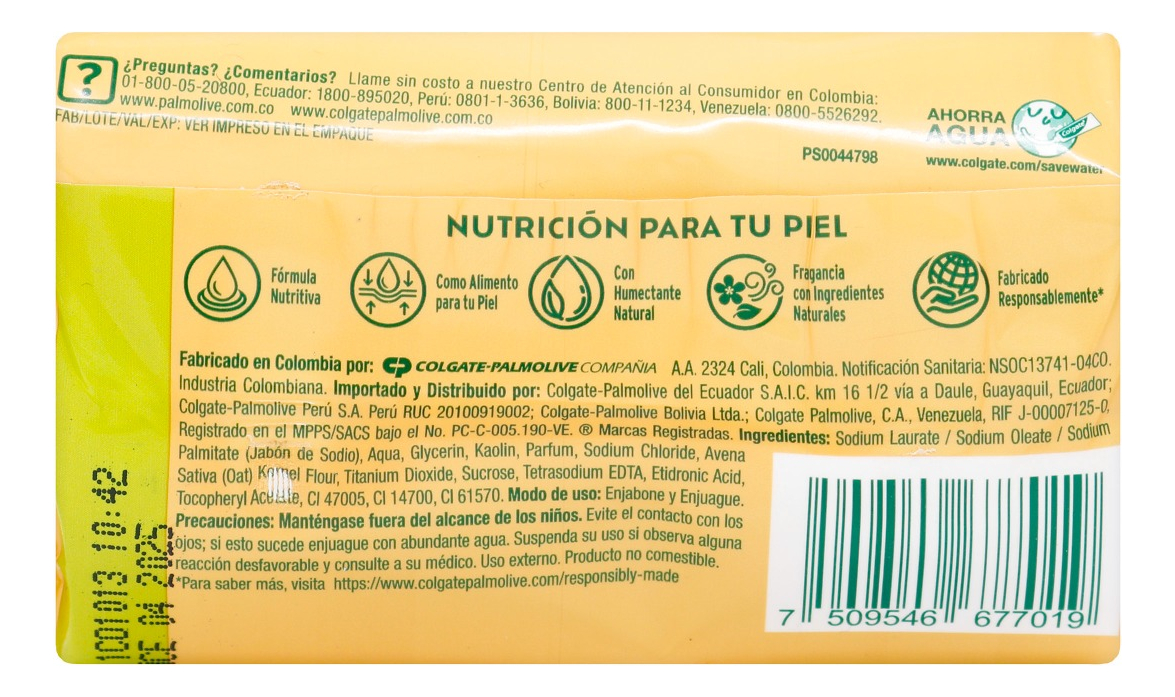 ?
¿Preguntas? ¿Comentarios? Llame sin costo a nuestro Centro de Atención al Consumidor en Colombia:
01-800-05-20800, Ecuador: 1800-895020, Perú: 0801-1-3636, Bolivia: 800-11-1234, Venezuela: 0800-5526292.
www.palmolive.com.co www.colgatepalmolive.com.co
FAB/LOTE/VAL/EXP: VER IMPRESO EN EL EMPAQUE
AHORRA
AGUA
Colgate
PS0044798
www.colgate.com/savewater
NUTRICIÓN PARA TU PIEL
Fórmula
Nutritiva
Como Alimento
para tu Piel
Con
Humectante
Natural
Fragancia
con Ingredientes
Naturales
Fabricado
Responsablemente*
Fabricado en Colombia por: CP COLGATE-PALMOLIVE COMPAÑIA A.A. 2324 Cali, Colombia. Notificación Sanitaria: NSOC13741-04CO.
Industria Colombiana. Importado y Distribuido por: Colgate-Palmolive del Ecuador S.A.I.C. km 16 1/2 vía a Daule, Guayaquil, Ecuador;
Colgate-Palmolive Perú S.A. Perú RUC 20100919002; Colgate-Palmolive Bolivia Ltda.; Colgate Palmolive, C.A., Venezuela, RIF J-00007125-0,
Registrado en el MPPS/SACS bajo el No. PC-C-005.190-VE. ® Marcas Registradas. Ingredientes: Sodium Laurate / Sodium Oleate / Sodium
Palmitate (Jabón de Sodio), Aqua, Glycerin, Kaolin, Parfum, Sodium Chloride, Avena
Sativa (Oat) Kernel Flour, Titanium Dioxide, Sucrose, Tetrasodium EDTA, Etidronic Acid,
Tocopheryl Acetate, CI 47005, CI 14700, CI 61570. Modo de uso: Enjabone y Enjuague.
Precauciones: Manténgase fuera del alcance de los niños. Evite el contacto con los
ojos; si esto sucede enjuague con abundante agua. Suspenda su uso si observa alguna
reacción desfavorable y consulte a su médico. Uso externo. Producto no comestible.
*Para saber más, visita https://www.colgatepalmolive.com/responsibly-made
7 509546 677019
10:42
2025